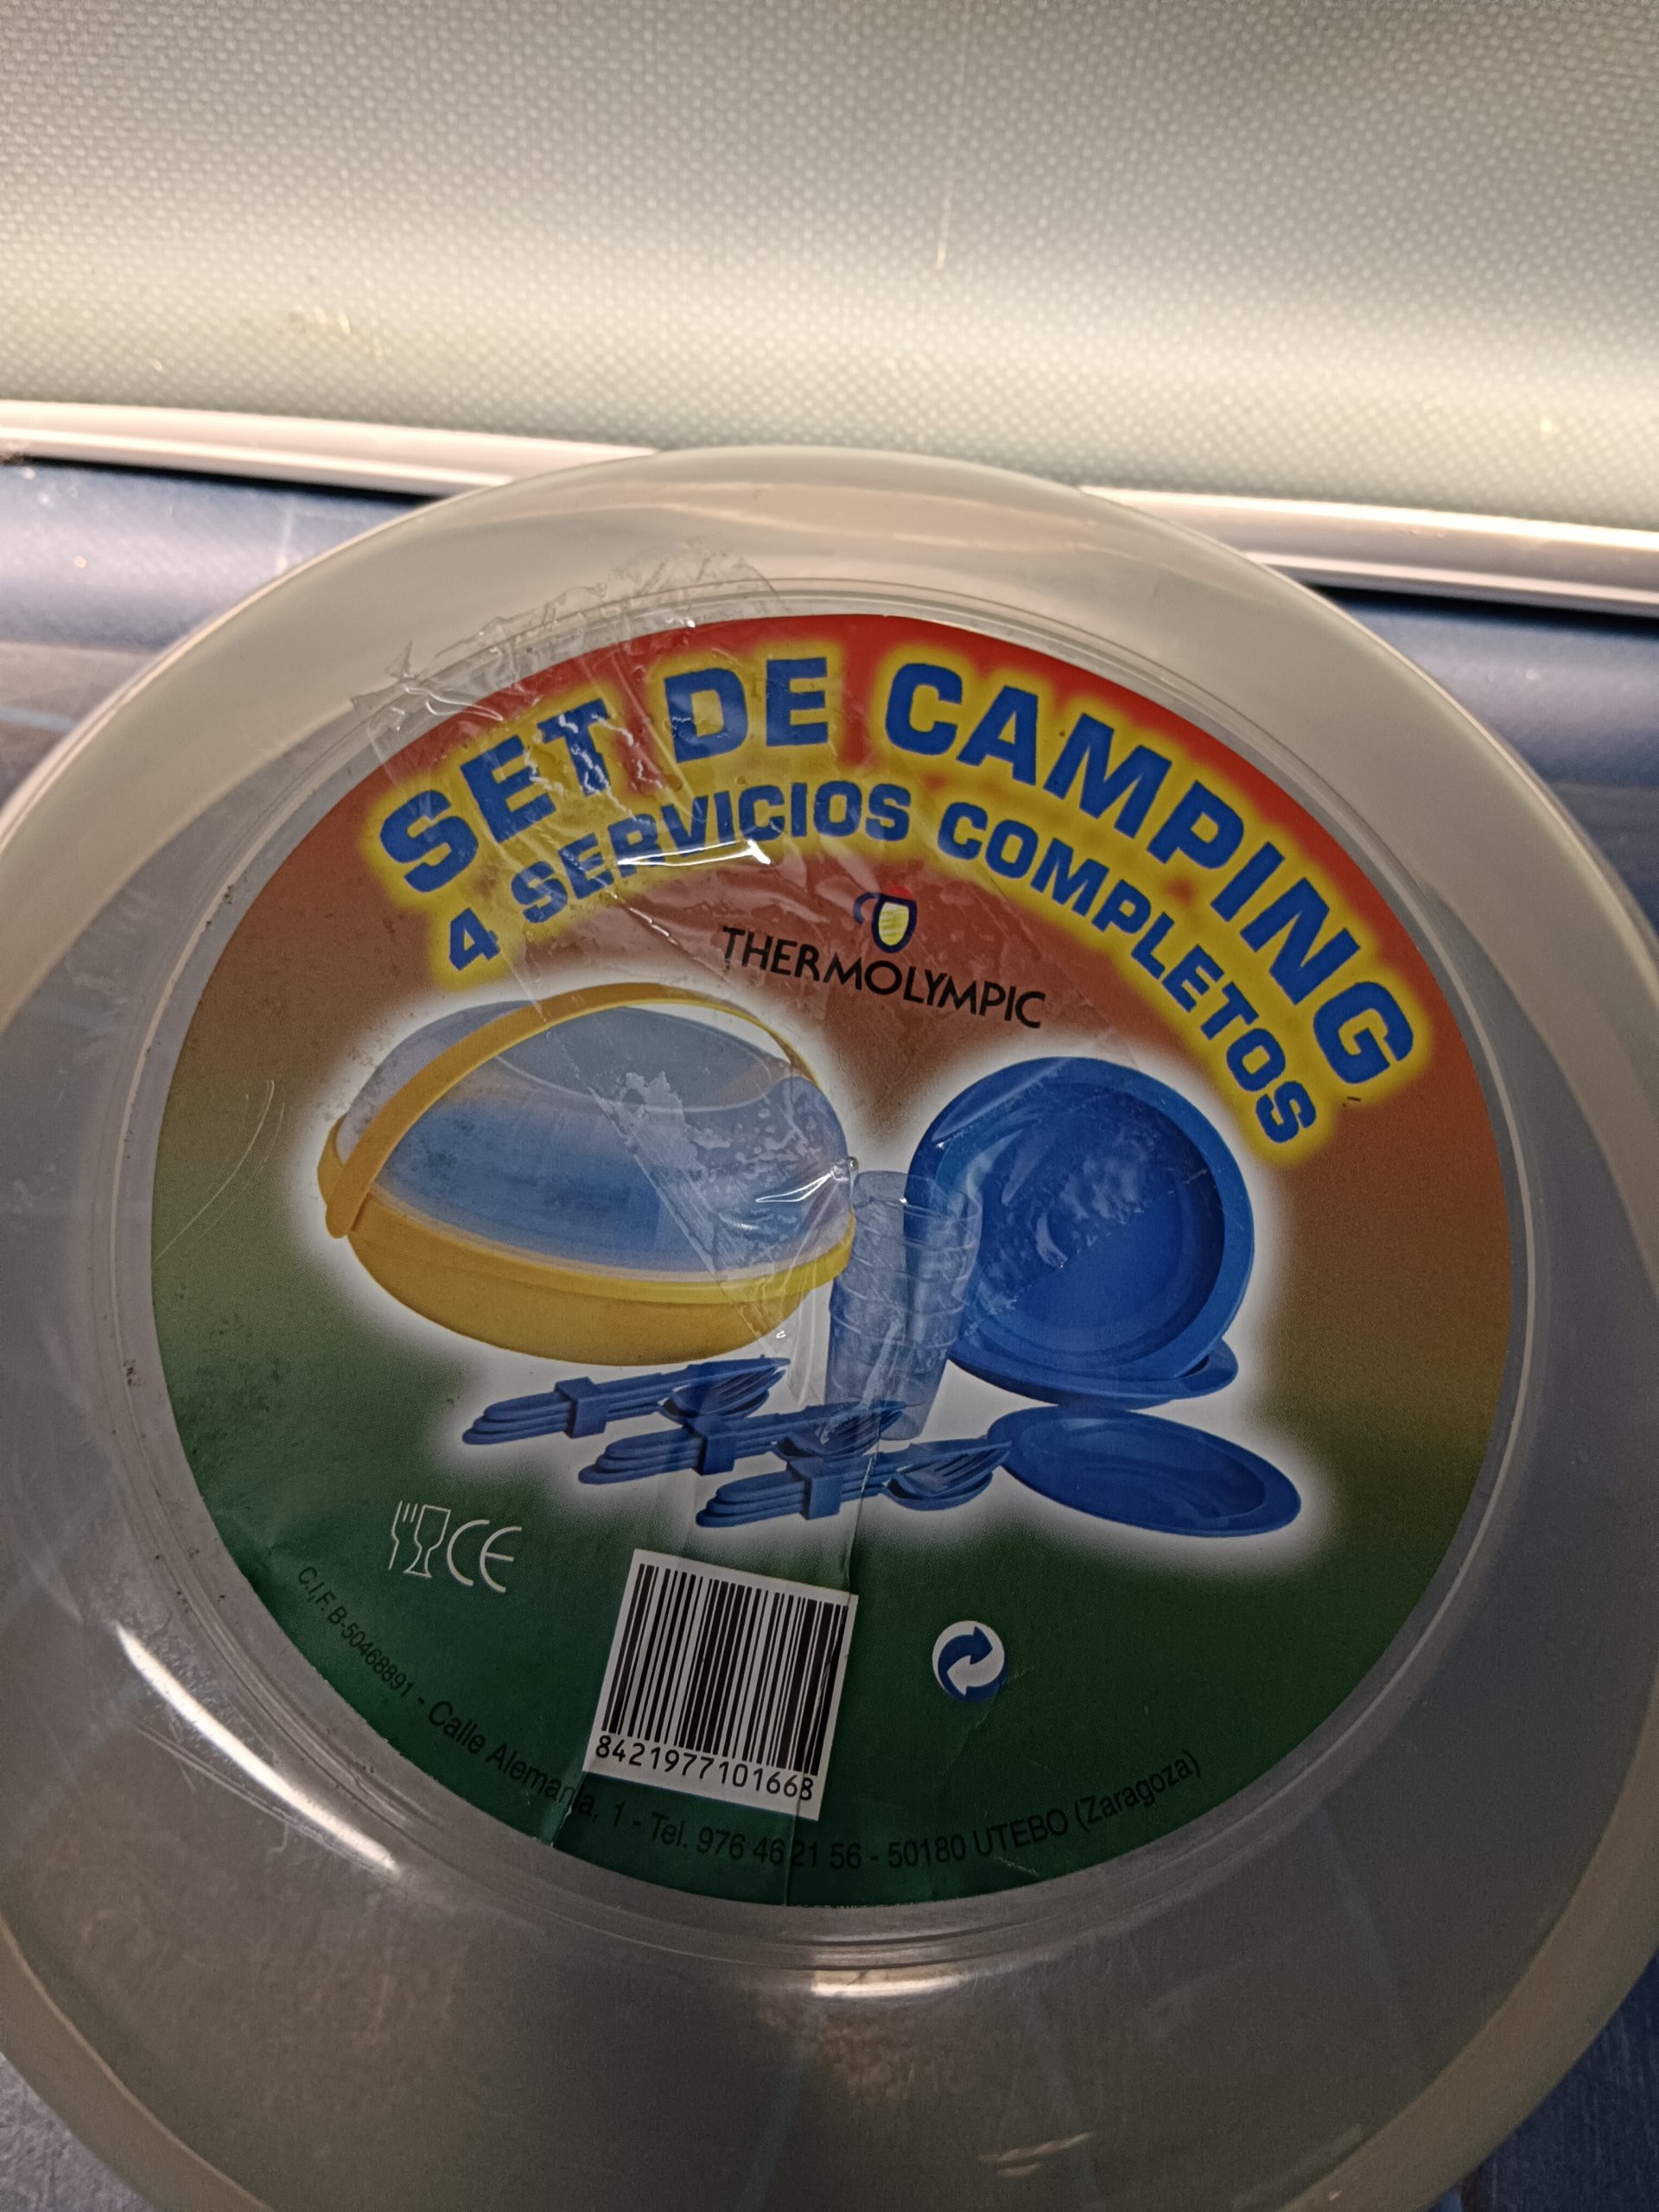 SET DE CAMPING
4 SERVICIOS COMPLETOS
THERMOLYMPIC
CE
8421977101668
C.I.F. B-50468891 - Calle Alemania, 1 - Tel. 976 46 21 56 - 50180 UTEBO (Zaragoza)